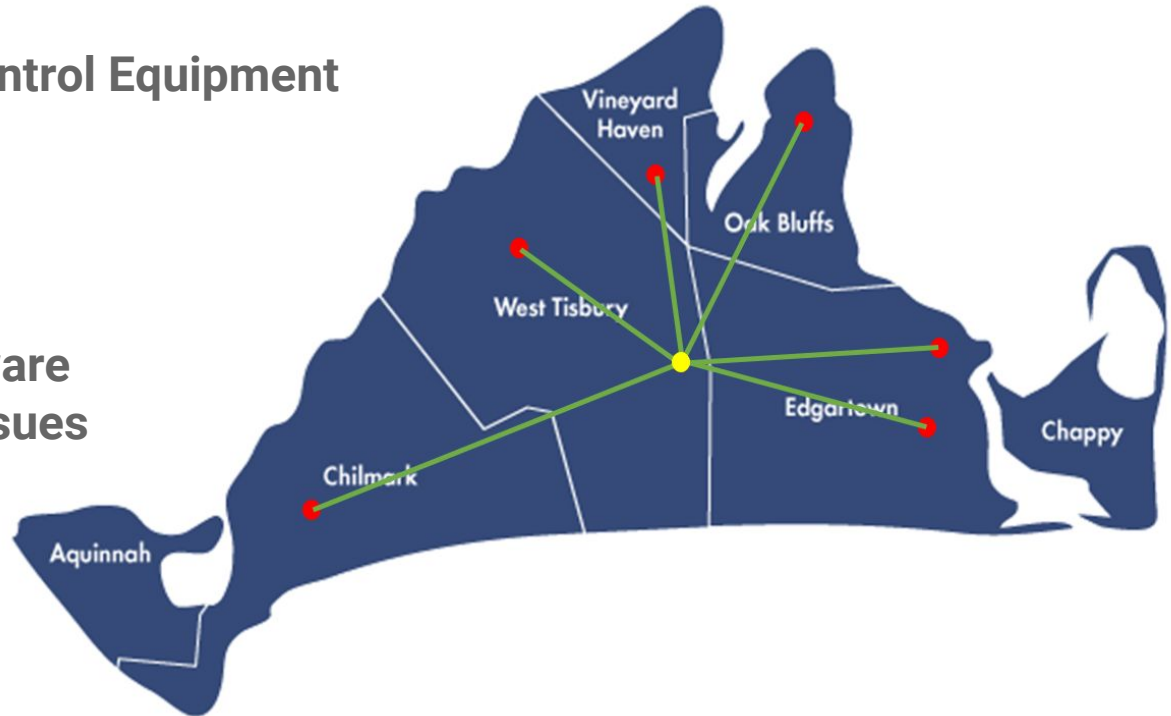 ntrol Equipment
Vineyard
Haven
Oak Bluffs
West Tisbury
are
sues
Edgartown
Chappy
Chilmark
Aquinnah